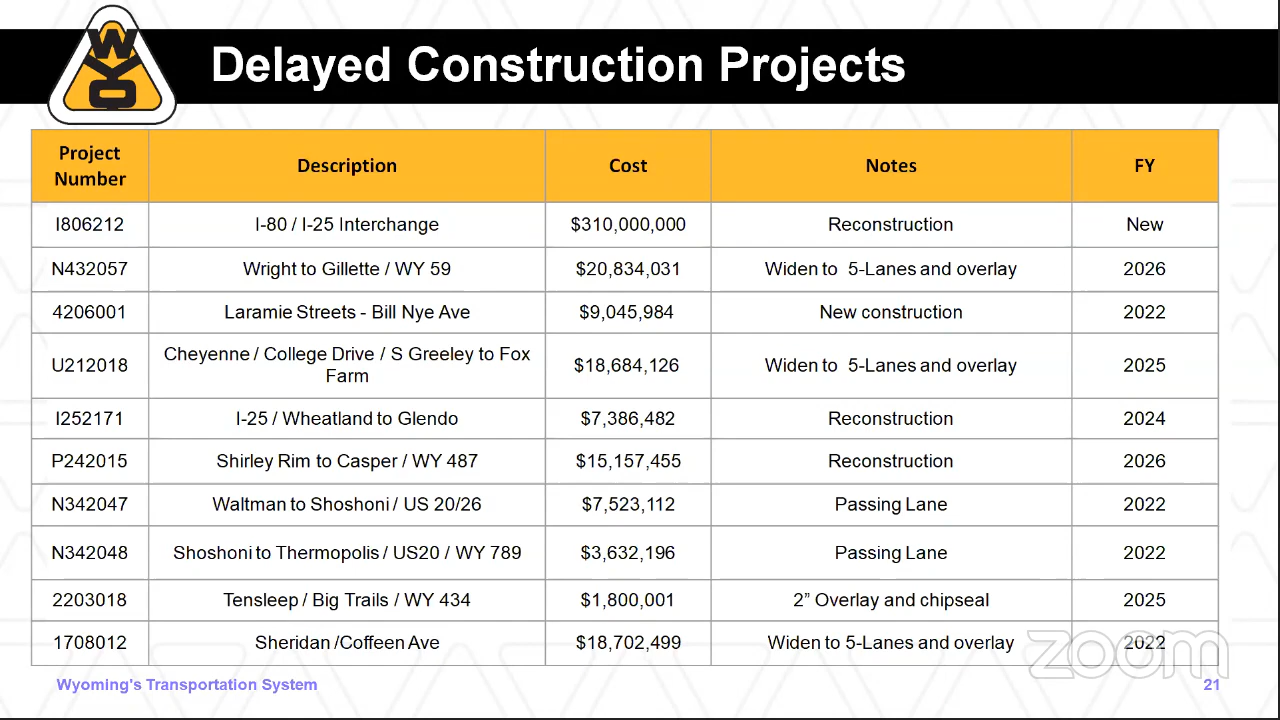 WYO
Delayed Construction Projects
Project Number Description Cost Notes FY
I806212 I-80 / I-25 Interchange $310,000,000 Reconstruction New
N432057 Wright to Gillette / WY 59 $20,834,031 Widen to 5-Lanes and overlay 2026
4206001 Laramie Streets - Bill Nye Ave $9,045,984 New construction 2022
U212018 Cheyenne / College Drive / S Greeley to Fox Farm $18,684,126 Widen to 5-Lanes and overlay 2025
I252171 I-25 / Wheatland to Glendo $7,386,482 Reconstruction 2024
P242015 Shirley Rim to Casper / WY 487 $15,157,455 Reconstruction 2026
N342047 Waltman to Shoshoni / US 20/26 $7,523,112 Passing Lane 2022
N342048 Shoshoni to Thermopolis / US20 / WY 789 $3,632,196 Passing Lane 2022
2203018 Tensleep / Big Trails / WY 434 $1,800,001 2” Overlay and chipseal 2025
1708012 Sheridan /Coffeen Ave $18,702,499 Widen to 5-Lanes and overlay 2022
zoom
Wyoming's Transportation System 21